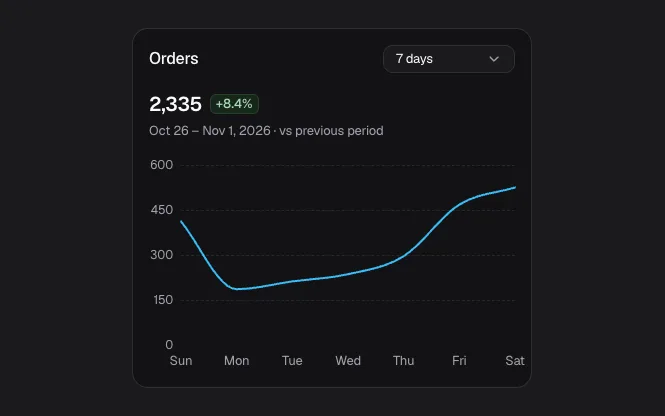 Orders
7 days
2,335 +8.4%
Oct 26 – Nov 1, 2026 · vs previous period
600
450
300
150
0
Sun Mon Tue Wed Thu Fri Sat